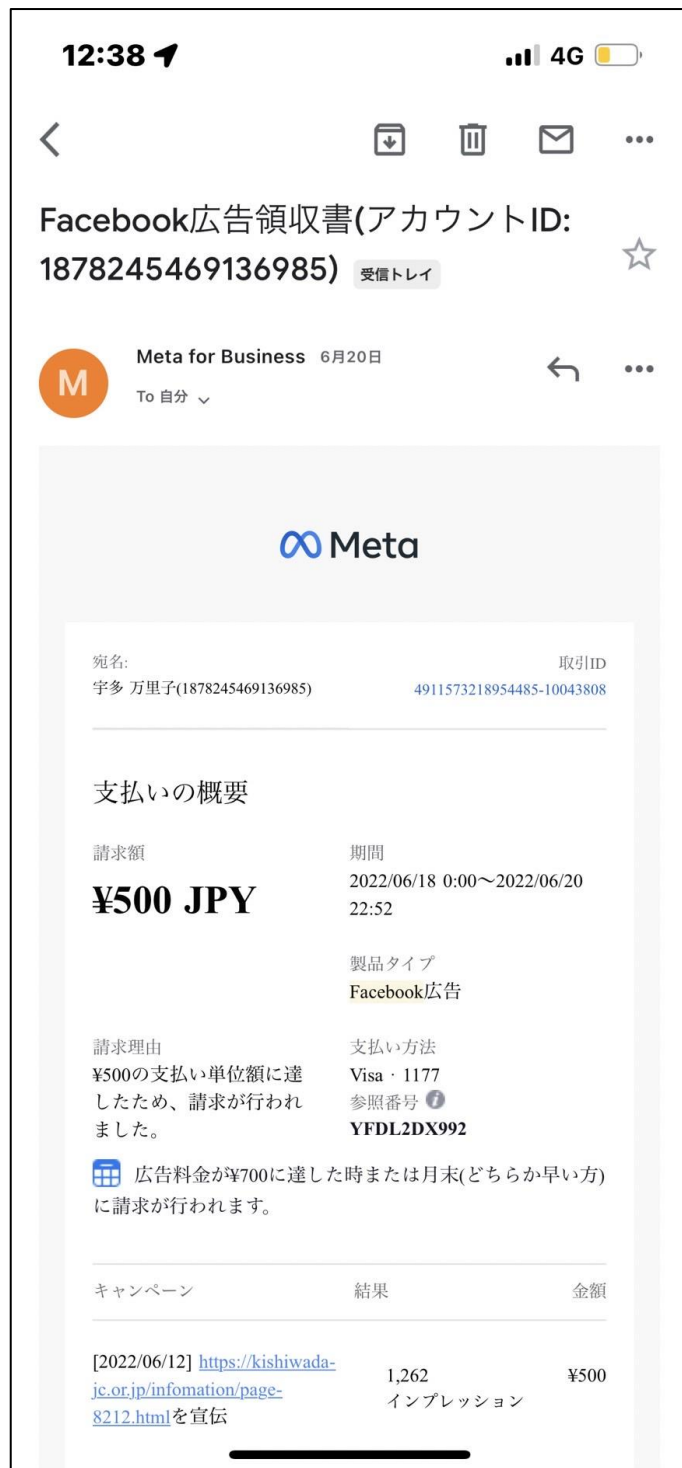 12:38
4G
Facebook広告領収書(アカウントID:
1878245469136985) 受信トレイ
M
Meta for Business 6月20日
To 自分
Meta
宛名:
宇多 万里子(1878245469136985)
取引ID
4911573218954485-10043808
支払いの概要
請求額
¥500 JPY
期間
2022/06/18 0:00～2022/06/20
22:52
製品タイプ
Facebook広告
請求理由
¥500の支払い単位額に達
したため、請求が行われ
ました。
支払い方法
Visa · 1177
参照番号
YFDL2DX992
広告料金が¥700に達した時または月末(どちらか早い方)
に請求が行われます。
キャンペーン 結果 金額
[2022/06/12] https://kishiwada-
jc.or.jp/infomation/page-
8212.htmlを宣伝
1,262
インプレッション
¥500